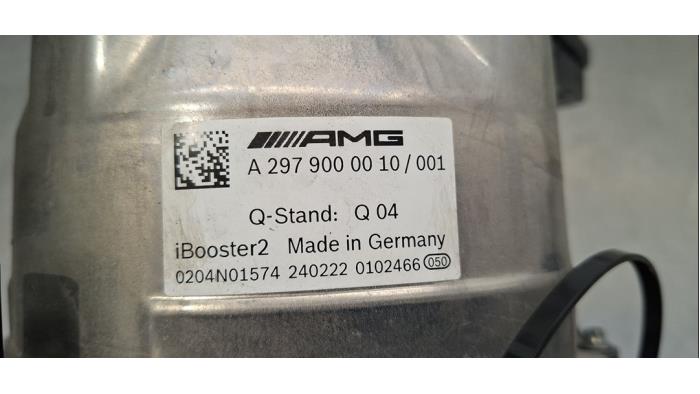 AMG
A 297 900 00 10 / 001
Q-Stand: Q 04
iBooster2 Made in Germany
0204N01574 240222 0102466 050